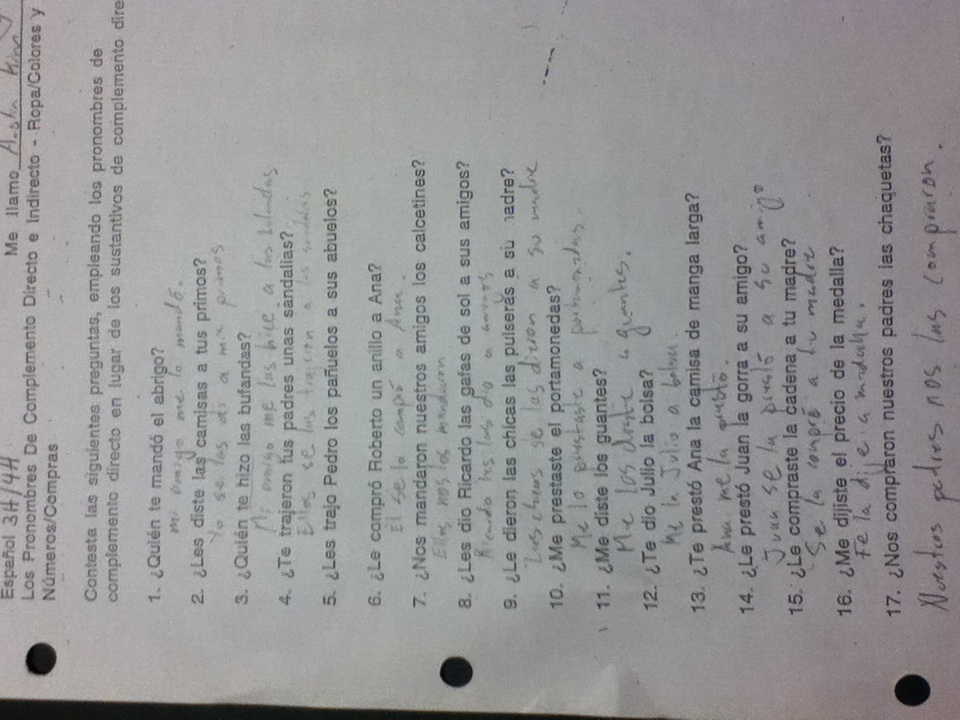 Español 3H/4H Me llamo
Los Pronombres De Complemento Directo e Indirecto - Ropa/Colores y
Números/Compras
Contesta las siguientes preguntas, empleando los pronombres de
complemento directo en lugar de los sustantivos de complemento dire
1. ¿Quién te mandó el abrigo?
Mi amigo me lo mandó.
2. ¿Les diste las camisas a tus primos?
Yo se las di a mis primos
3. ¿Quién te hizo las bufandas?
Mi amigo me las hice a las bufandas
4. ¿Te trajeron tus padres unas sandalias?
Ellos se las trajeron a las sandalias
5. ¿Les trajo Pedro los pañuelos a sus abuelos?
6. ¿Le compró Roberto un anillo a Ana?
El se lo compró a Ana.
7. ¿Nos mandaron nuestros amigos los calcetines?
Ellos nos los mandaron
8. ¿Les dio Ricardo las gafas de sol a sus amigos?
Ricardo las dio a amigos
9. ¿Le dieron las chicas las pulseras a su madre?
Las chicas se las dieron a su madre
10. ¿Me prestaste el portamonedas?
Me lo prestaste a portamonedas.
11. ¿Me diste los guantes?
Me los diste a guantes.
12. ¿Te dio Julio la bolsa?
Me la Julio a bolsa.
13. ¿Te prestó Ana la camisa de manga larga?
Ana me la prestó.
14. ¿Le prestó Juan la gorra a su amigo?
Juan se la prestó a su amigo
15. ¿Le compraste la cadena a tu madre?
Se la compré a tu madre
16. ¿Me dijiste el precio de la medalla?
Te la dije a medalla.
17. ¿Nos compraron nuestros padres las chaquetas?
Nuestros padres nos las compraron.